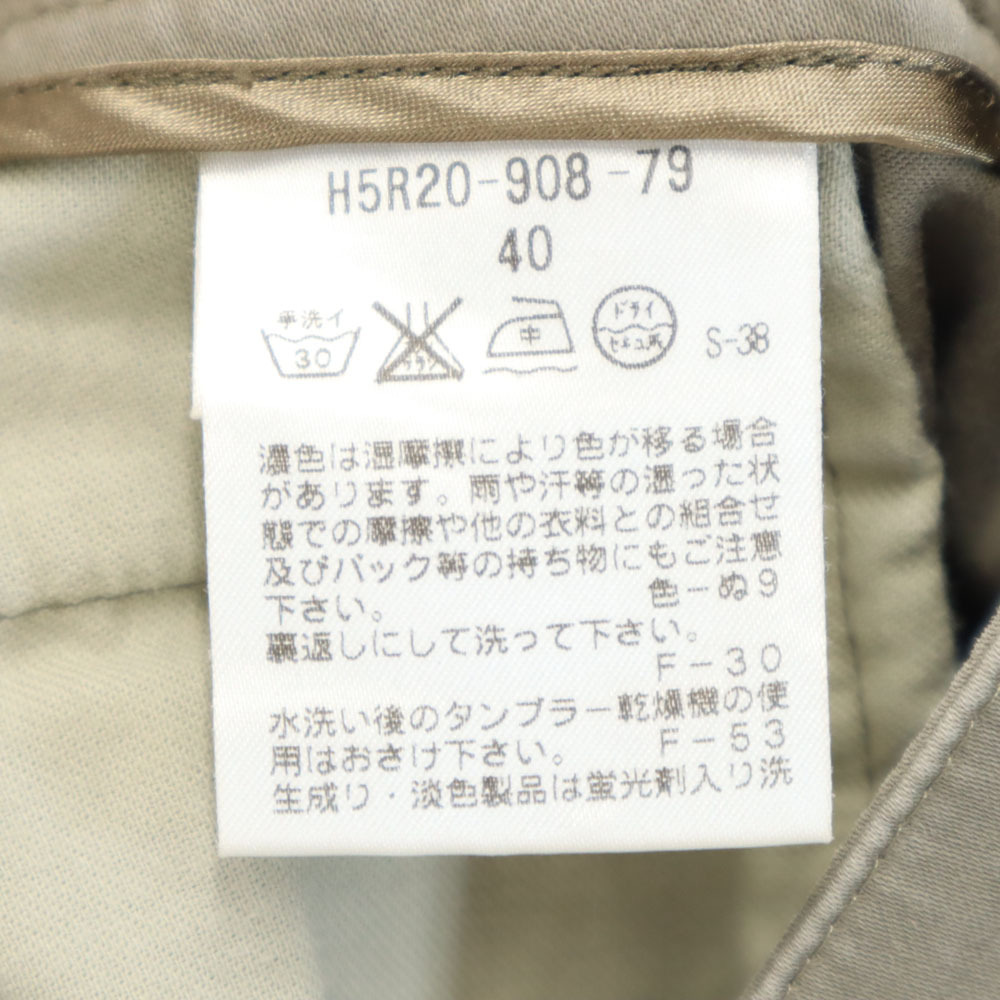 H5R20-908-79
40
手洗イ
30
エンソ
サラシ
中
ドライ
セキユ系
S-38
濃色は湿摩擦により色が移る場合
があります。雨や汗等の湿った状
態での摩擦や他の衣料との組合せ
及びバック等の持ち物にもご注意
下さい。 色-ぬ9
裏返しにして洗って下さい。
F-30
水洗い後のタンブラー乾燥機の使
用はおさけ下さい。 F-53
生成り・淡色製品は蛍光剤入り洗